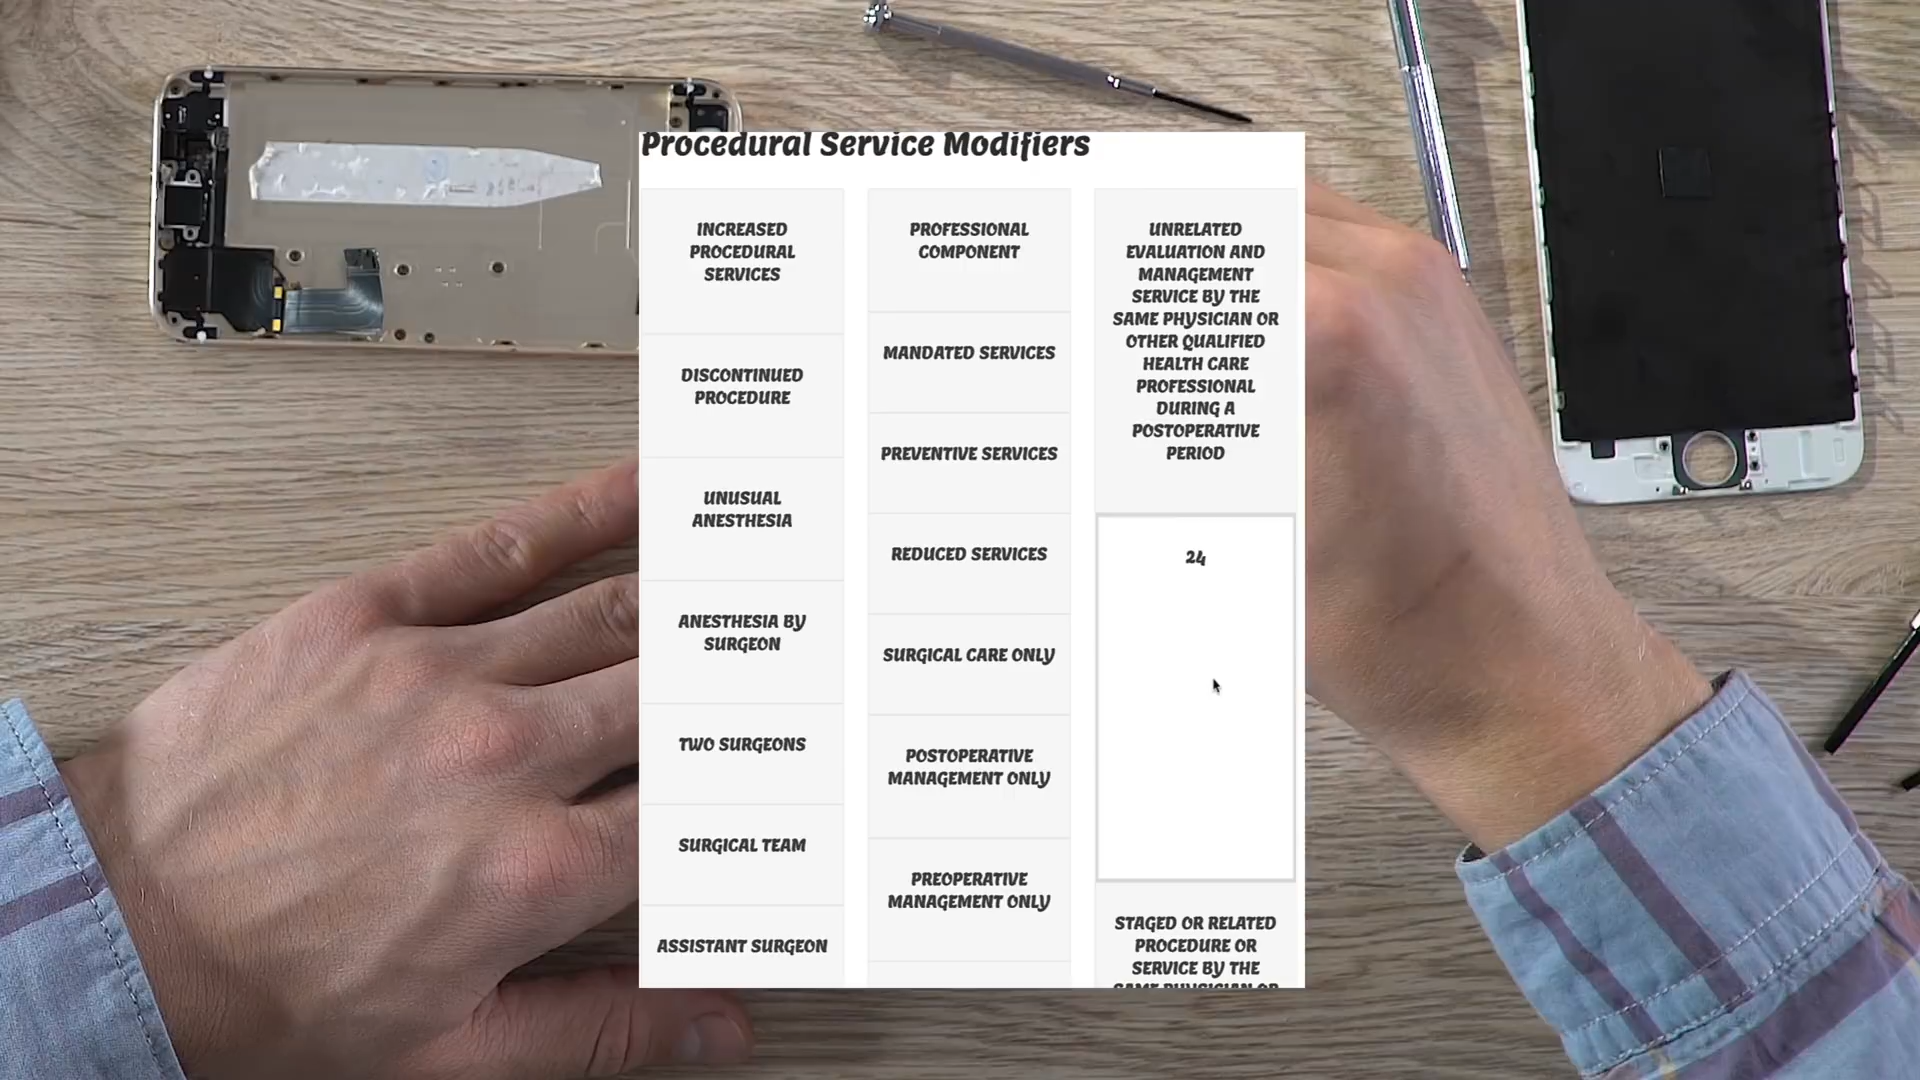 Procedural Service Modifiers
INCREASED
PROCEDURAL
SERVICES
DISCONTINUED
PROCEDURE
UNUSUAL
ANESTHESIA
ANESTHESIA BY
SURGEON
TWO SURGEONS
SURGICAL TEAM
ASSISTANT SURGEON
PROFESSIONAL
COMPONENT
MANDATED SERVICES
PREVENTIVE SERVICES
REDUCED SERVICES
SURGICAL CARE ONLY
POSTOPERATIVE
MANAGEMENT ONLY
PREOPERATIVE
MANAGEMENT ONLY
UNRELATED
EVALUATION AND
MANAGEMENT
SERVICE BY THE
SAME PHYSICIAN OR
OTHER QUALIFIED
HEALTH CARE
PROFESSIONAL
DURING A
POSTOPERATIVE
PERIOD
24
STAGED OR RELATED
PROCEDURE OR
SERVICE BY THE
SAME PHYSICIAN OR